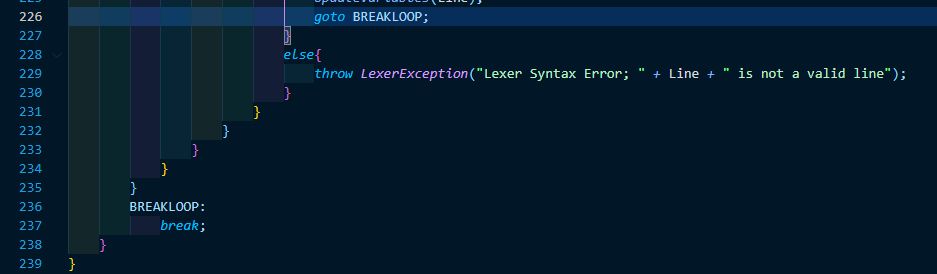 225 UpdateVariables(Line);
226 goto BREAKLOOP;
227 }
228 else{
229 throw LexerException("Lexer Syntax Error; " + Line + " is not a valid line");
230 }
231 }
232 }
233 }
234 }
235 }
236 BREAKLOOP:
237 break;
238 }
239 }